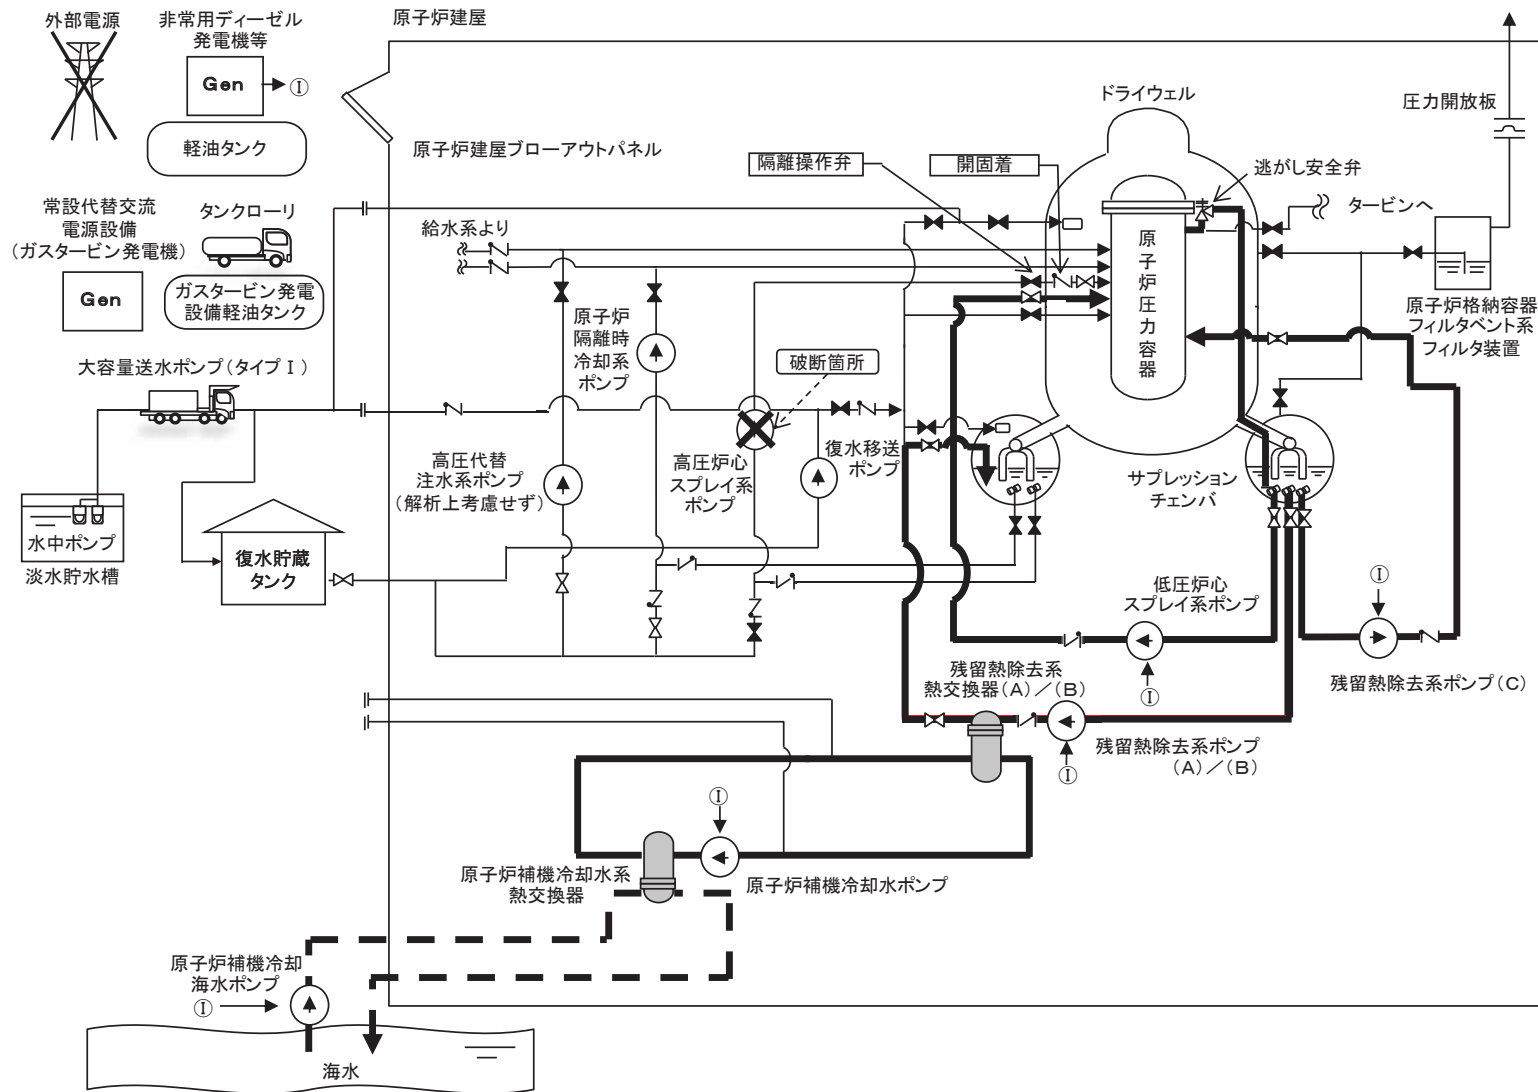 外部電源
非常用ディーゼル
発電機等
Gen
Ⓘ
軽油タンク
原子炉建屋
原子炉建屋ブローアウトパネル
常設代替交流
電源設備
(ガスタービン発電機)
Gen
タンクローリ
ガスタービン発電
設備軽油タンク
大容量送水ポンプ(タイプⅠ)
水中ポンプ
淡水貯水槽
復水貯蔵
タンク
給水系より
原子炉
隔離時
冷却系
ポンプ
高圧代替
注水系ポンプ
(解析上考慮せず)
破断箇所
高圧炉心
スプレイ系
ポンプ
復水移送
ポンプ
隔離操作弁
開固着
ドライウェル
逃がし安全弁
タービンへ
圧力開放板
原子炉圧力容器
原子炉格納容器
フィルタベント系
フィルタ装置
サプレッション
チェンバ
低圧炉心
スプレイ系ポンプ
Ⓘ
Ⓘ
残留熱除去系ポンプ(C)
残留熱除去系
熱交換器(A)/(B)
残留熱除去系ポンプ
(A)/(B)
Ⓘ
Ⓘ
原子炉補機冷却水系
熱交換器
原子炉補機冷却水ポンプ
原子炉補機冷却
海水ポンプ
Ⓘ
海水